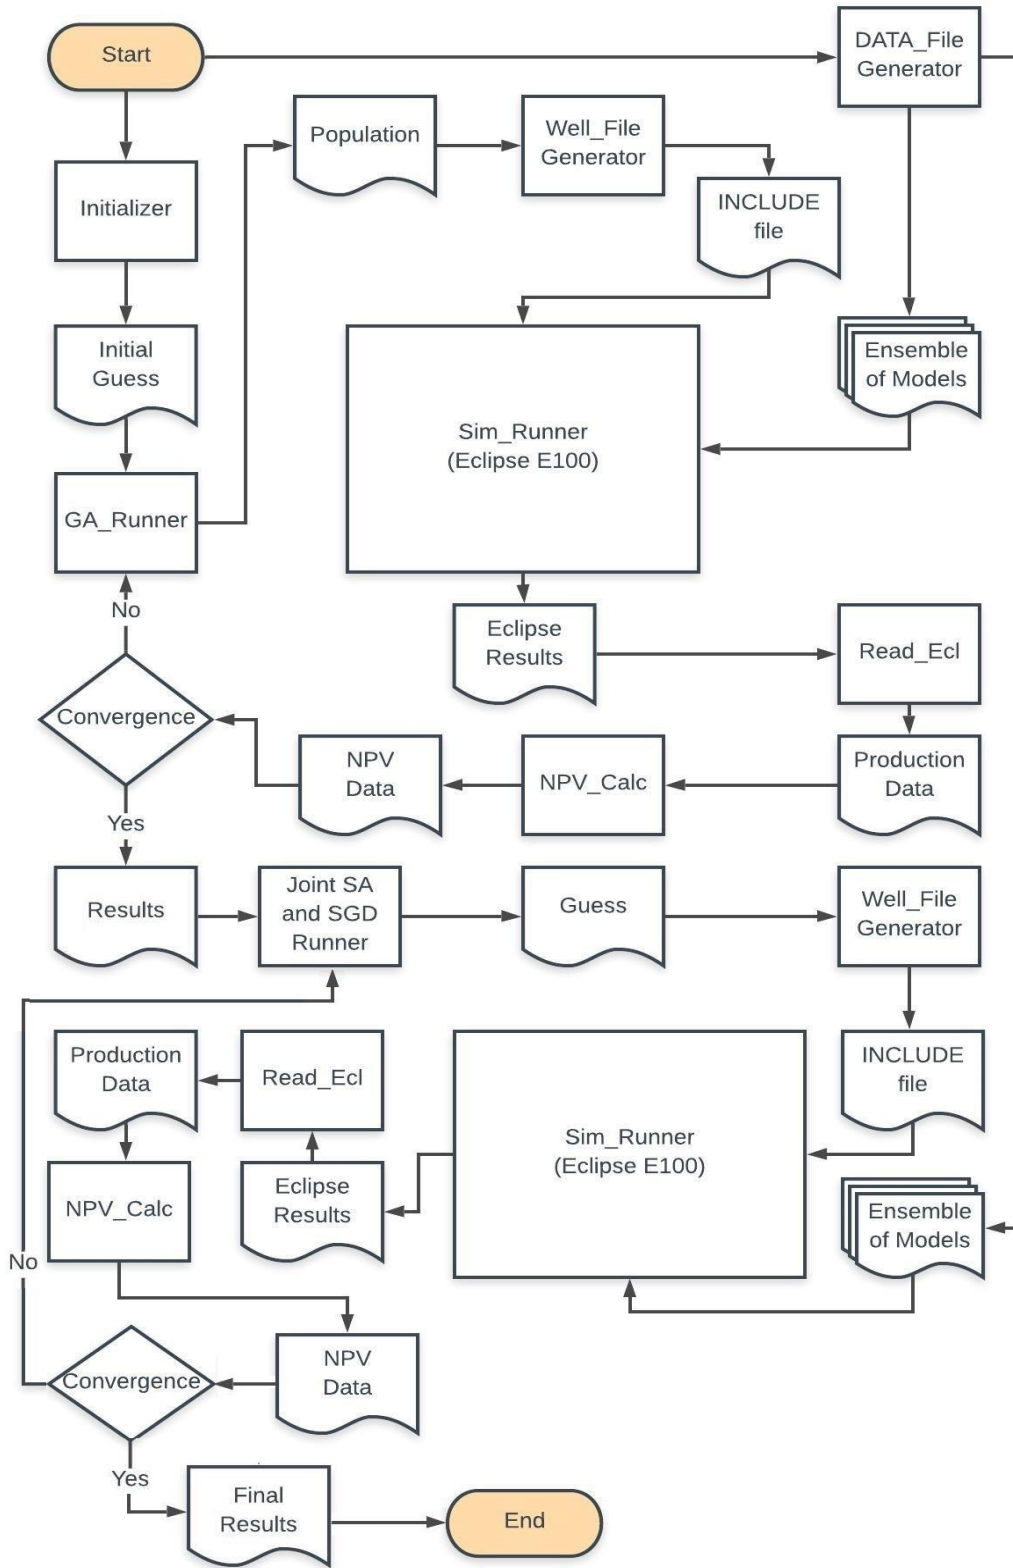 Start
DATA_File
Generator
Population
Well_File
Generator
Initializer
INCLUDE
file
Initial
Guess
Ensemble
of Models
Sim_Runner
(Eclipse E100)
GA_Runner
No
Eclipse
Results
Read_Ecl
Convergence
NPV
Data
NPV_Calc
Production
Data
Yes
Results
Joint SA
and SGD
Runner
Guess
Well_File
Generator
Production
Data
Read_Ecl
Sim_Runner
(Eclipse E100)
INCLUDE
file
NPV_Calc
Eclipse
Results
Ensemble
of Models
No
Convergence
NPV
Data
Yes
Final
Results
End